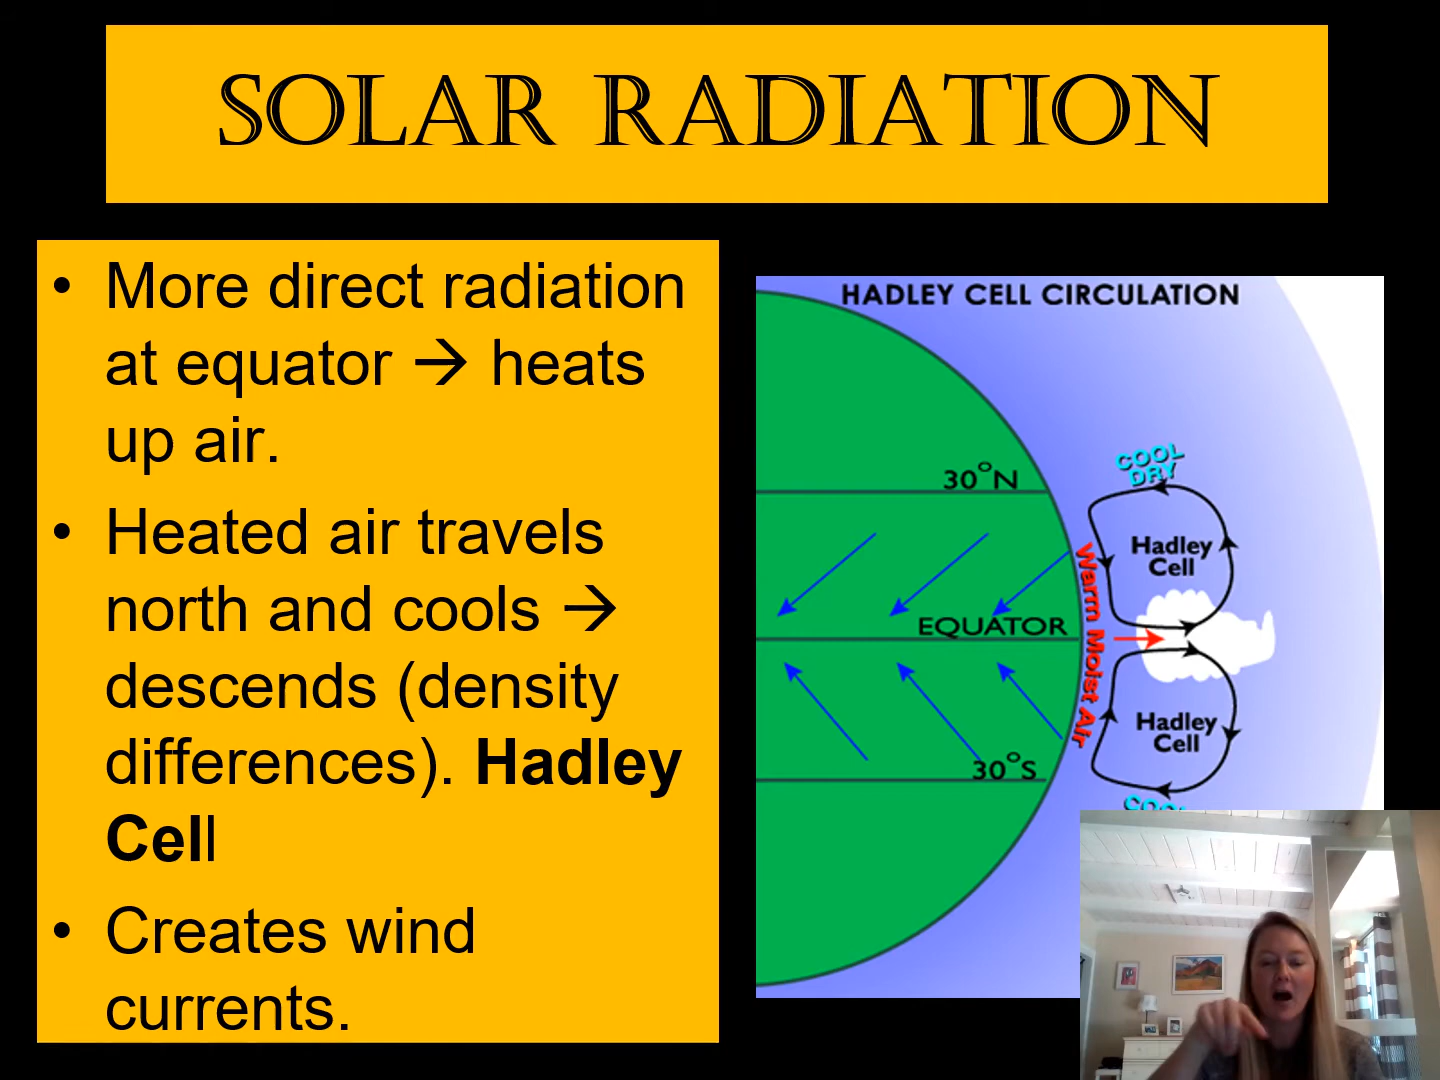 SOLAR RADIATION
• More direct radiation
at equator → heats
up air.
• Heated air travels
north and cools →
descends (density
differences). Hadley
Cell
• Creates wind
currents.
HADLEY CELL CIRCULATION
COOL
DRY
30°N
Hadley
Cell
EQUATOR
Warm Moist Air
Hadley
Cell
30°S
COOL